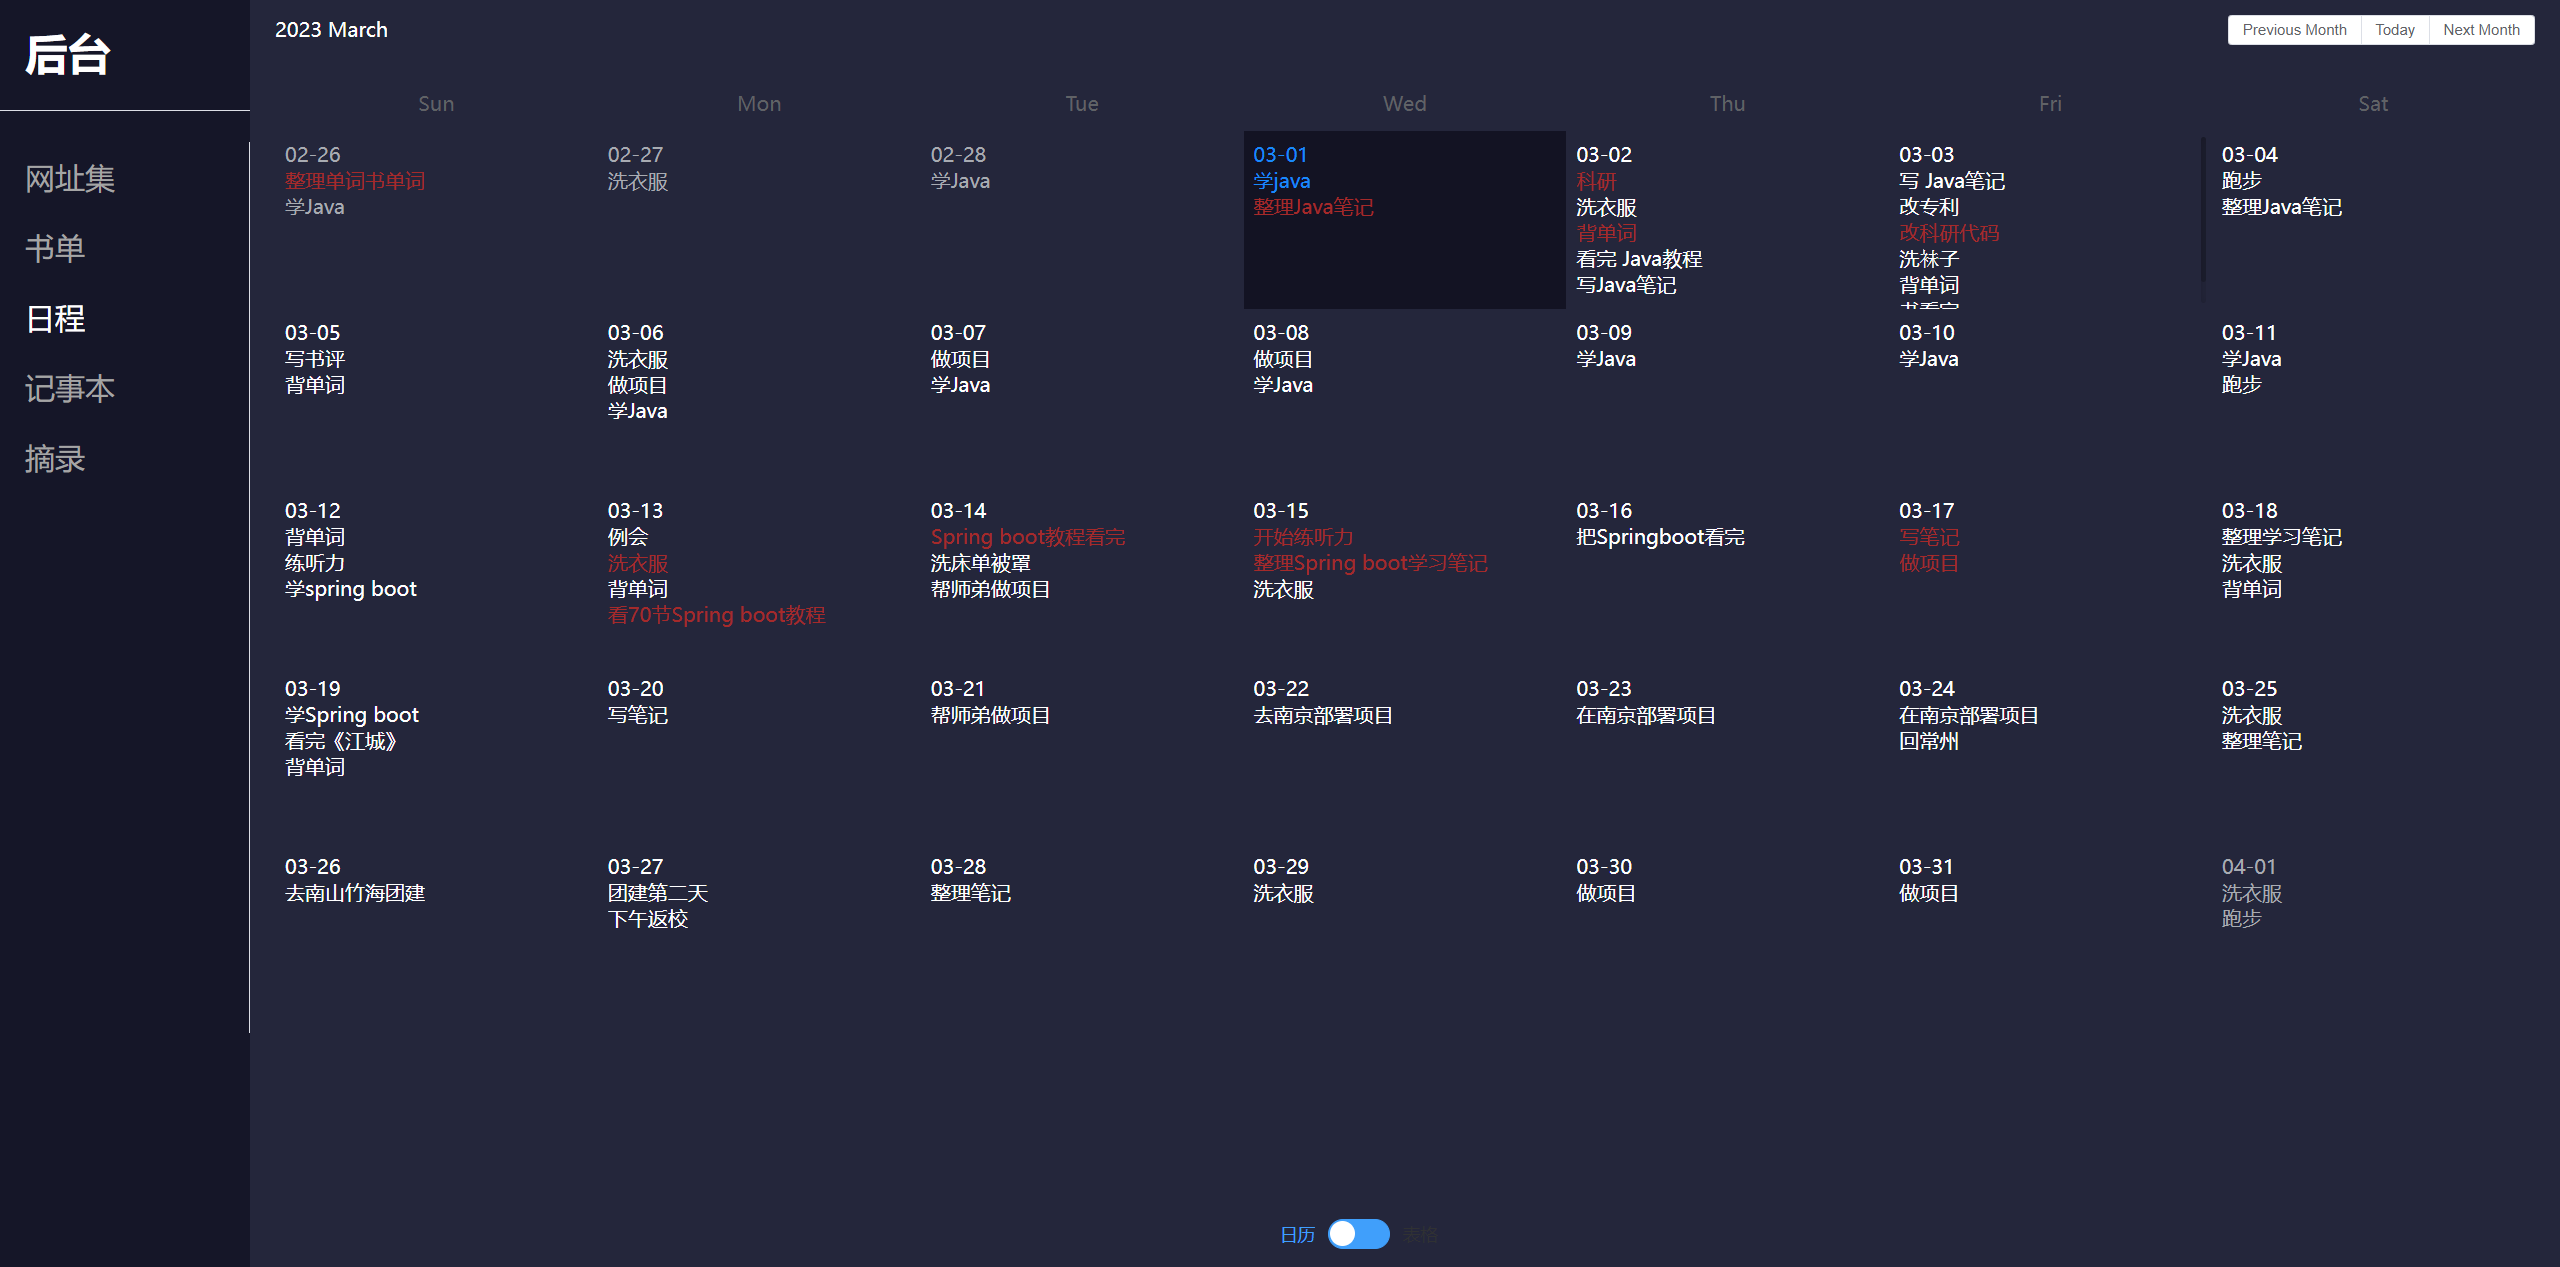 后台
网址集
书单
日程
记事本
摘录
2023 March
Previous Month
Today
Next Month
Sun
Mon
Tue
Wed
Thu
Fri
Sat
02-26
整理单词书单词
学Java
02-27
洗衣服
02-28
学Java
03-01
学java
整理Java笔记
03-02
科研
洗衣服
背单词
看完 Java教程
写Java笔记
03-03
写 Java笔记
改专利
改科研代码
洗袜子
背单词
03-04
跑步
整理Java笔记
03-05
写书评
背单词
03-06
洗衣服
做项目
学Java
03-07
做项目
学Java
03-08
做项目
学Java
03-09
学Java
03-10
学Java
03-11
学Java
跑步
03-12
背单词
练听力
学spring boot
03-13
例会
洗衣服
背单词
看70节Spring boot教程
03-14
Spring boot教程看完
洗床单被罩
帮师弟做项目
03-15
开始练听力
整理Spring boot学习笔记
洗衣服
03-16
把Springboot看完
03-17
写笔记
做项目
03-18
整理学习笔记
洗衣服
背单词
03-19
学Spring boot
看完《江城》
背单词
03-20
写笔记
03-21
帮师弟做项目
03-22
去南京部署项目
03-23
在南京部署项目
03-24
在南京部署项目
回常州
03-25
洗衣服
整理笔记
03-26
去南山竹海团建
03-27
团建第二天
下午返校
03-28
整理笔记
03-29
洗衣服
03-30
做项目
03-31
做项目
04-01
洗衣服
跑步
日历
表格